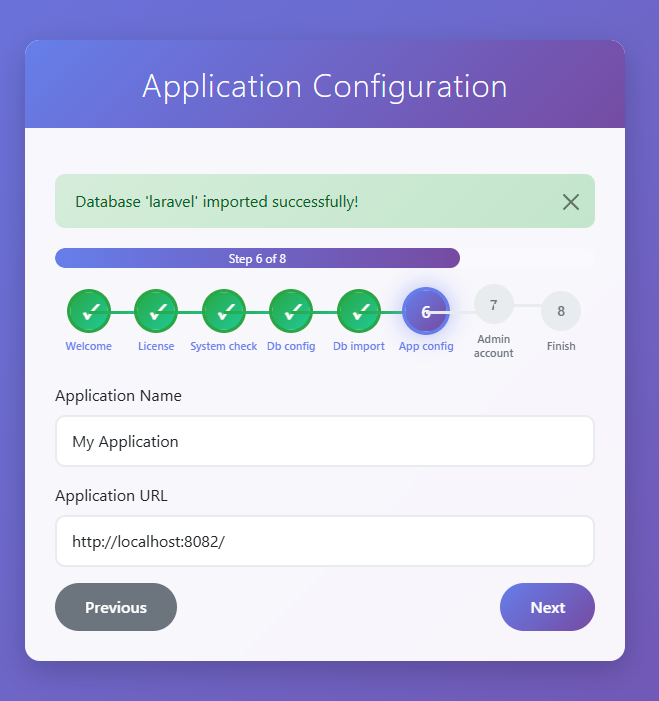 Application Configuration
Database 'laravel' imported successfully!
Step 6 of 8
✓ ✓ ✓ ✓ ✓ 6 7 8
Welcome License System check Db config Db import App config Admin account Finish
Application Name
My Application
Application URL
http://localhost:8082/
Previous Next